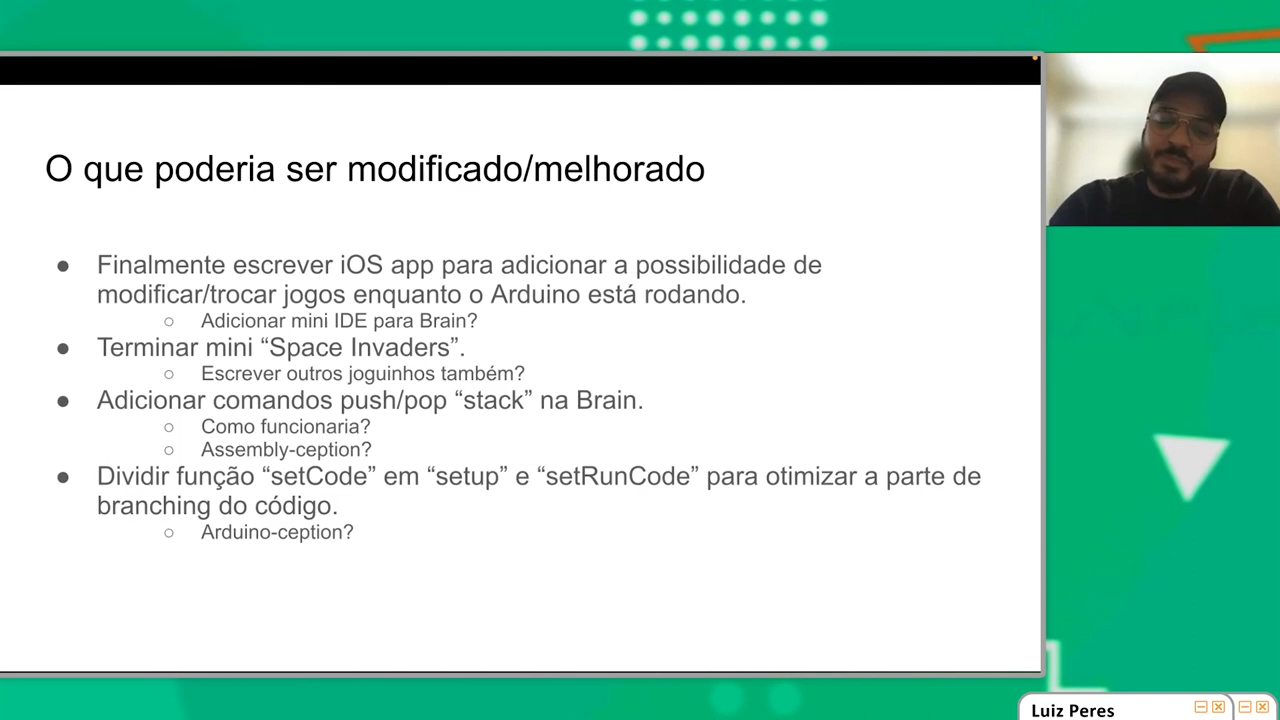 O que poderia ser modificado/melhorado
● Finalmente escrever iOS app para adicionar a possibilidade de
modificar/trocar jogos enquanto o Arduino está rodando.
○ Adicionar mini IDE para Brain?
● Terminar mini “Space Invaders”.
○ Escrever outros joguinhos também?
● Adicionar comandos push/pop “stack” na Brain.
○ Como funcionaria?
○ Assembly-ception?
● Dividir função “setCode” em “setup” e “setRunCode” para otimizar a parte de
branching do código.
○ Arduino-ception?
Luiz Peres